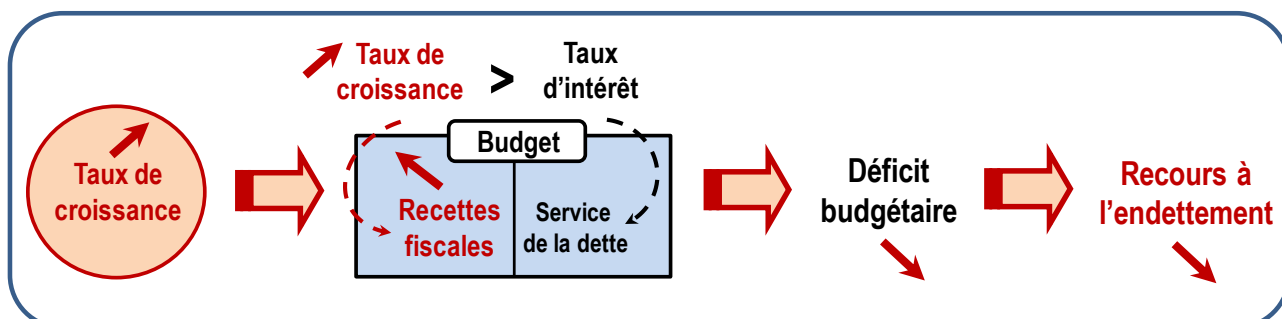 Taux de
croissance
Taux de
croissance
>
Taux
d’intérêt
Budget
Recettes
fiscales
Service
de la dette
Déficit
budgétaire
Recours à
l’endettement